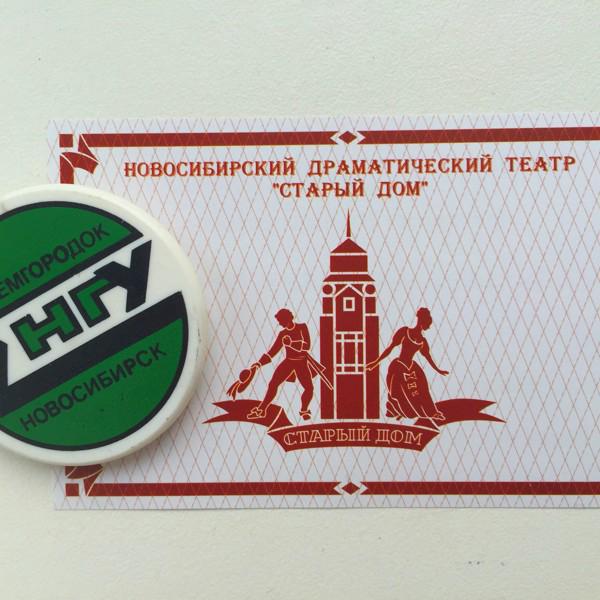 НОВОСИБИРСКИЙ ДРАМАТИЧЕСКИЙ ТЕАТР
"СТАРЫЙ ДОМ"
СТАРЫЙ ДОМ
НГУ
НОВОСИБИРСК